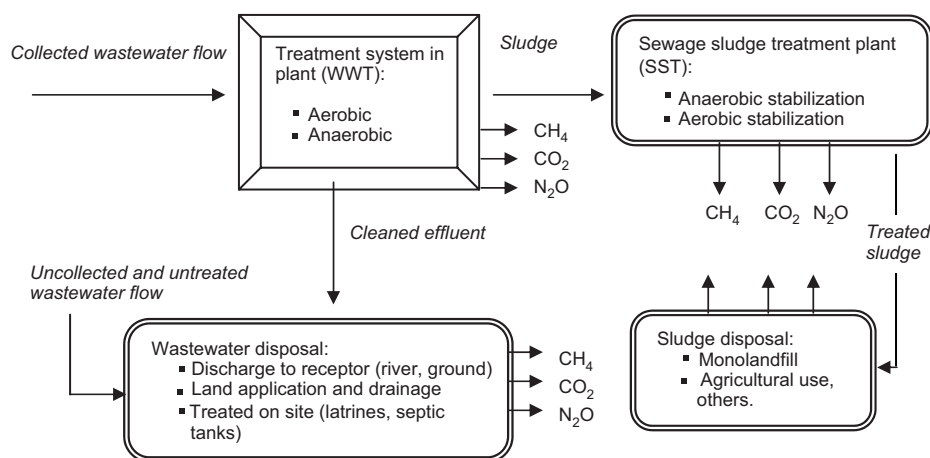 Collected wastewater flow
Treatment system in
plant (WWT):
▪ Aerobic
▪ Anaerobic
CH₄
CO₂
N₂O
Sludge
Sewage sludge treatment plant
(SST):
▪ Anaerobic stabilization
▪ Aerobic stabilization
CH₄
CO₂
N₂O
Treated
sludge
Cleaned effluent
Uncollected and untreated
wastewater flow
Wastewater disposal:
▪ Discharge to receptor (river, ground)
▪ Land application and drainage
▪ Treated on site (latrines, septic
tanks)
CH₄
CO₂
N₂O
Sludge disposal:
▪ Monolandfill
▪ Agricultural use,
others.